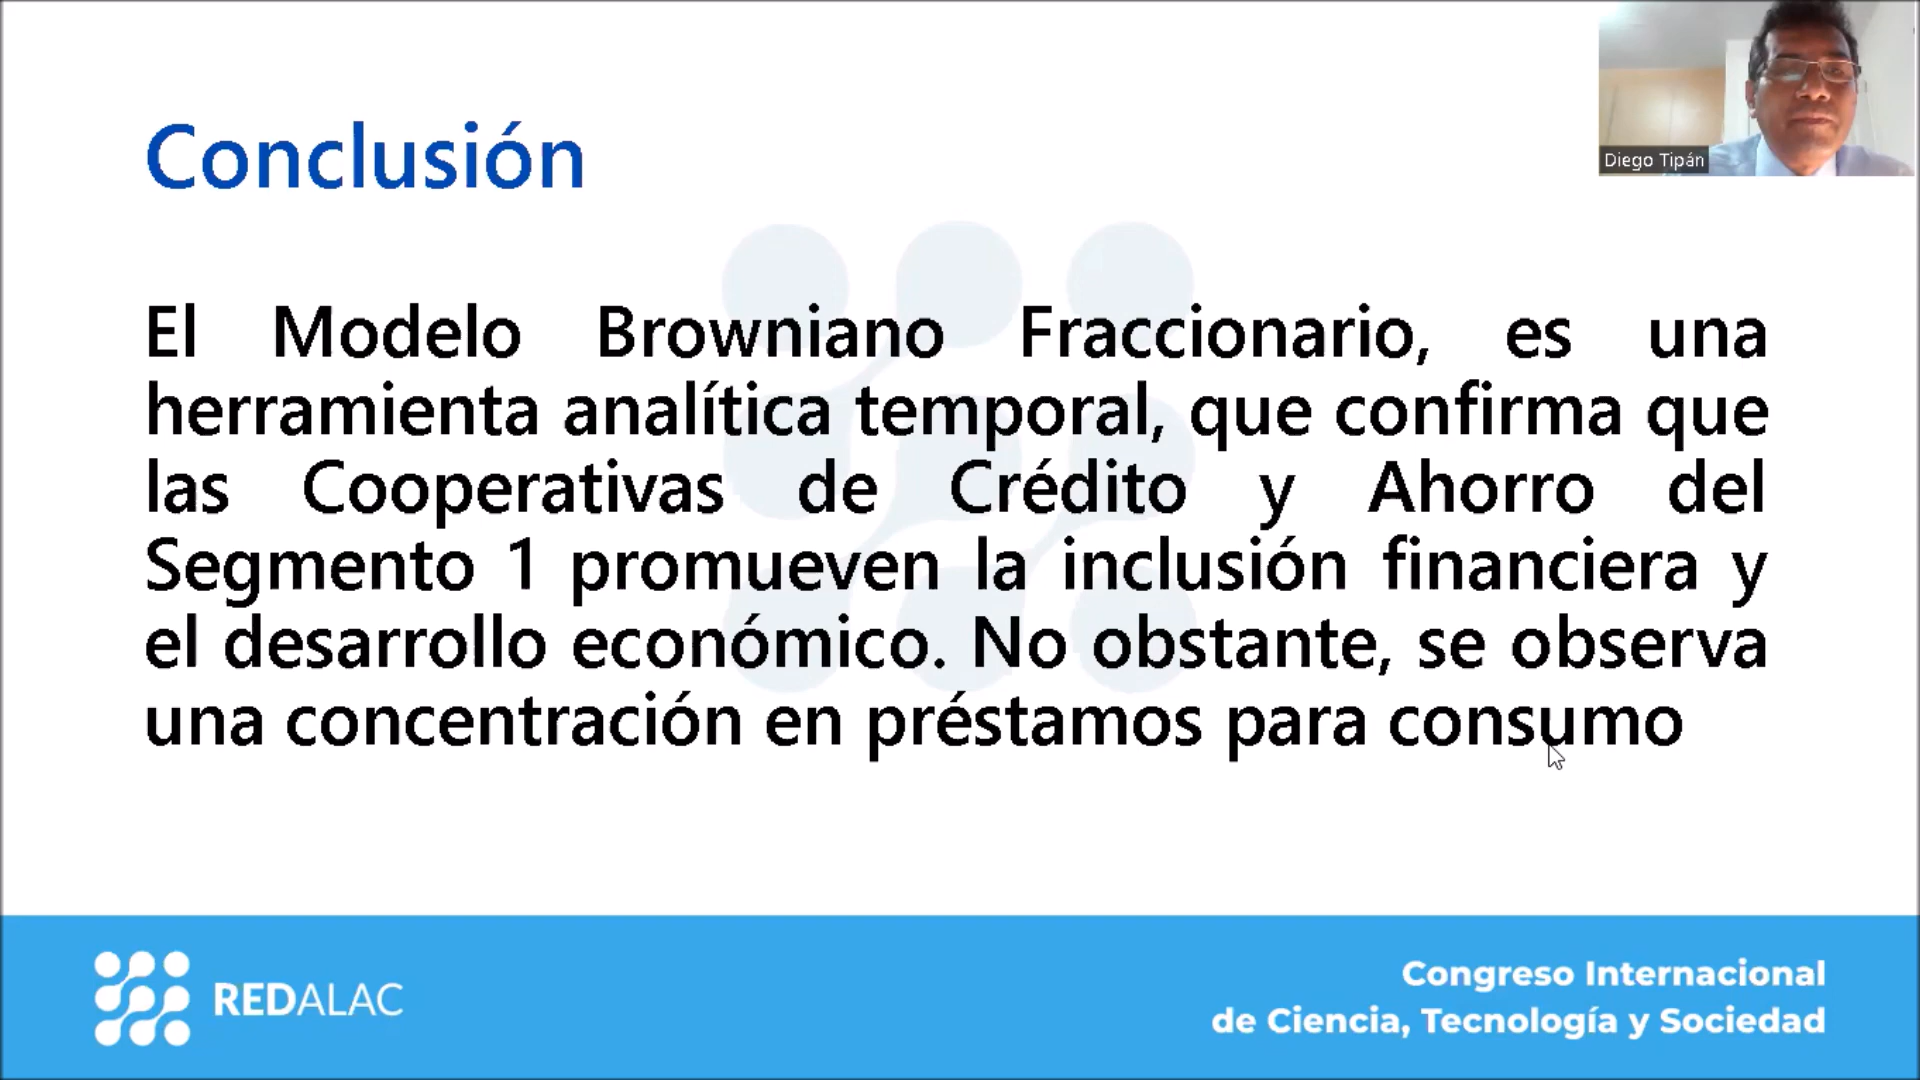 Diego Tipán
Conclusión
El Modelo Browniano Fraccionario, es una
herramienta analítica temporal, que confirma que
las Cooperativas de Crédito y Ahorro del
Segmento 1 promueven la inclusión financiera y
el desarrollo económico. No obstante, se observa
una concentración en préstamos para consumo
REDALAC
Congreso Internacional
de Ciencia, Tecnología y Sociedad